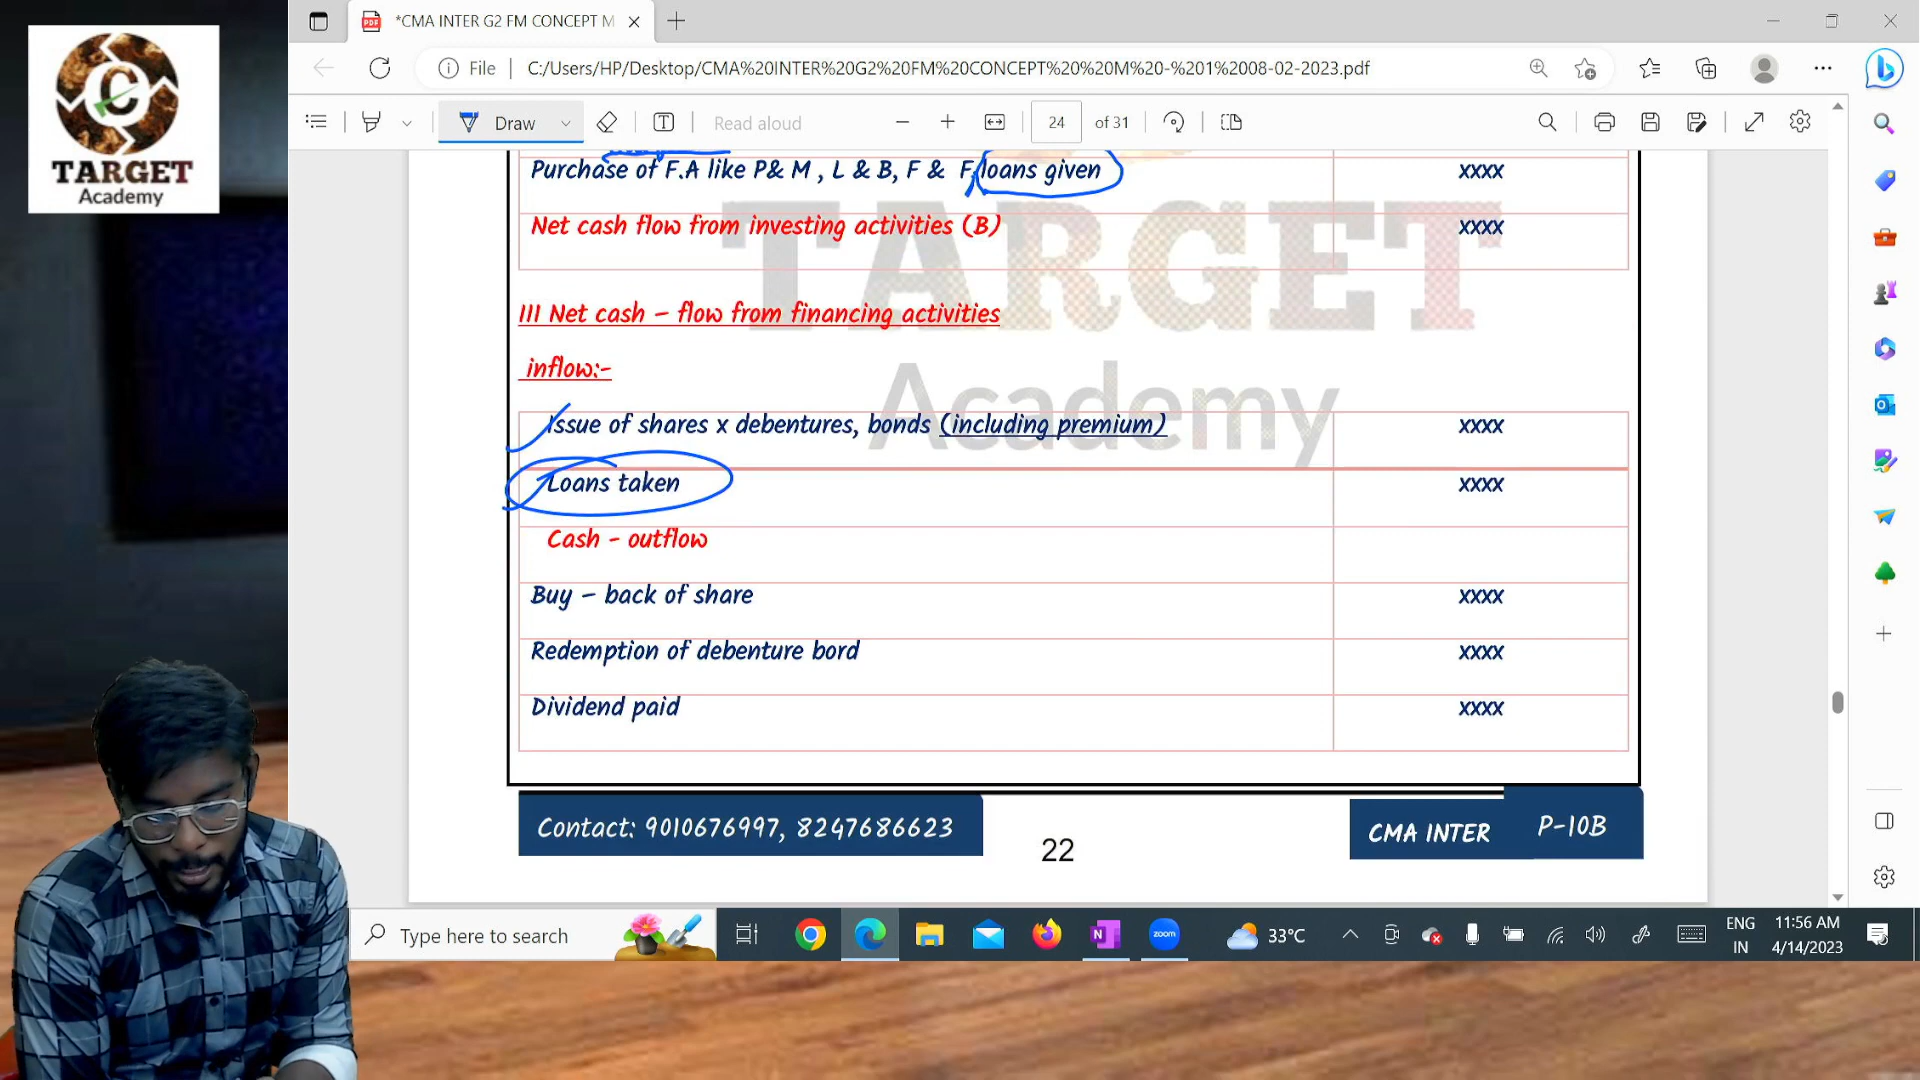 *CMA INTER G2 FM CONCEPT M
File
C:/Users/HP/Desktop/CMA%20INTER%20G2%20FM%20CONCEPT%20%20M%20-%201%2008-02-2023.pdf
Draw
Read aloud
24 of 31
C
TARGET
Academy
Purchase of F.A like P& M , L & B, F & F, loans given xxxx
Net cash flow from investing activities (B) xxxx
III Net cash – flow from financing activities
inflow:-
Issue of shares x debentures, bonds (including premium) xxxx
Loans taken xxxx
Cash - outflow
Buy – back of share xxxx
Redemption of debenture bord xxxx
Dividend paid xxxx
TARGET
Academy
Contact: 9010676997, 8247686623
22
CMA INTER P-10B
Type here to search
zoom
33°C
ENG
IN
11:56 AM
4/14/2023